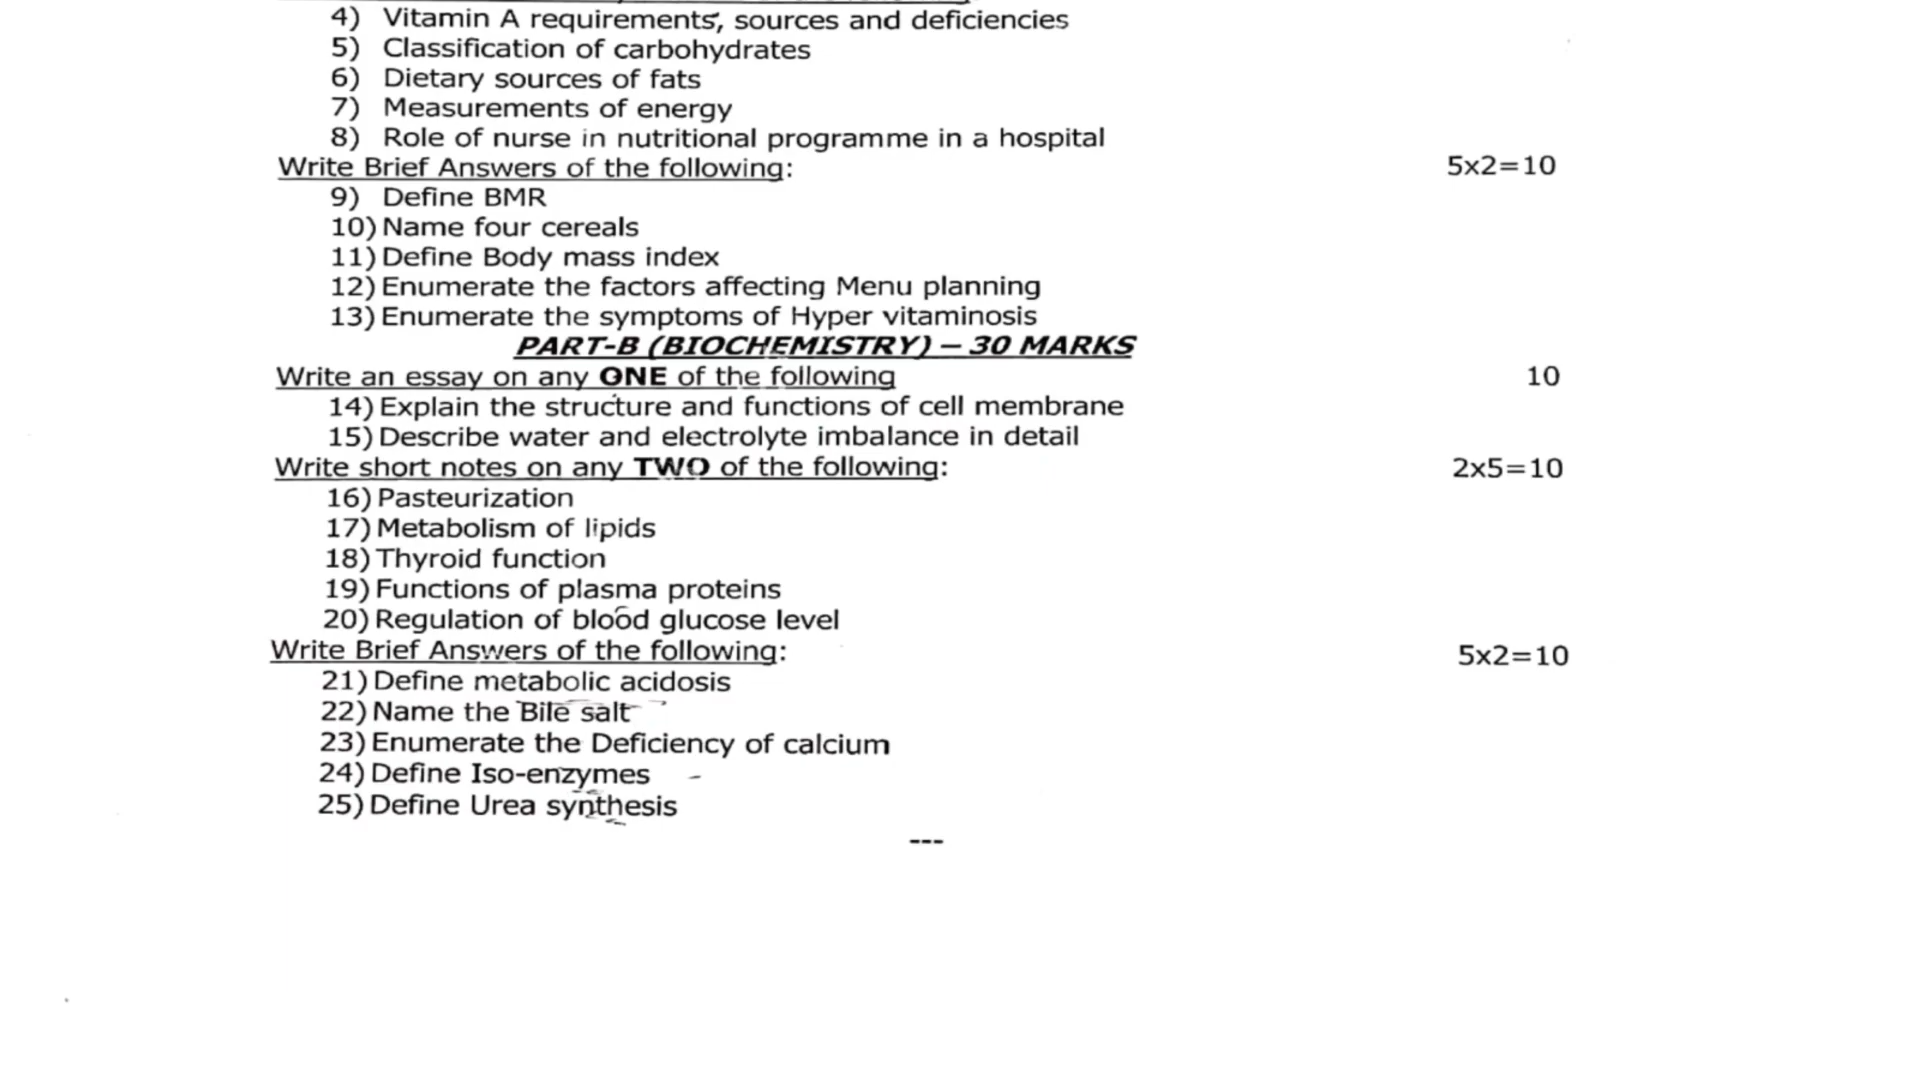 4) Vitamin A requirements, sources and deficiencies
5) Classification of carbohydrates
6) Dietary sources of fats
7) Measurements of energy
8) Role of nurse in nutritional programme in a hospital
Write Brief Answers of the following: 5x2=10
9) Define BMR
10) Name four cereals
11) Define Body mass index
12) Enumerate the factors affecting Menu planning
13) Enumerate the symptoms of Hyper vitaminosis
PART-B (BIOCHEMISTRY) – 30 MARKS
Write an essay on any ONE of the following 10
14) Explain the structure and functions of cell membrane
15) Describe water and electrolyte imbalance in detail
Write short notes on any TWO of the following: 2x5=10
16) Pasteurization
17) Metabolism of lipids
18) Thyroid function
19) Functions of plasma proteins
20) Regulation of blood glucose level
Write Brief Answers of the following: 5x2=10
21) Define metabolic acidosis
22) Name the Bile salt
23) Enumerate the Deficiency of calcium
24) Define Iso-enzymes
25) Define Urea synthesis
---